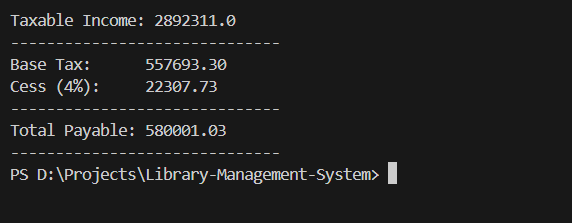 Taxable Income: 2892311.0
------------------------------
Base Tax:      557693.30
Cess (4%):     22307.73
------------------------------
Total Payable: 580001.03
------------------------------
PS D:\Projects\Library-Management-System>